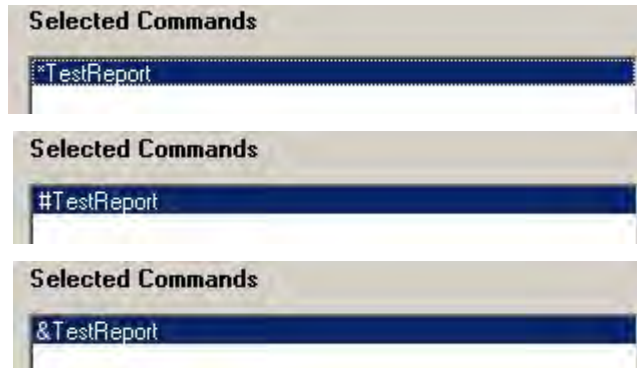 Selected Commands
*TestReport
Selected Commands
#TestReport
Selected Commands
&TestReport